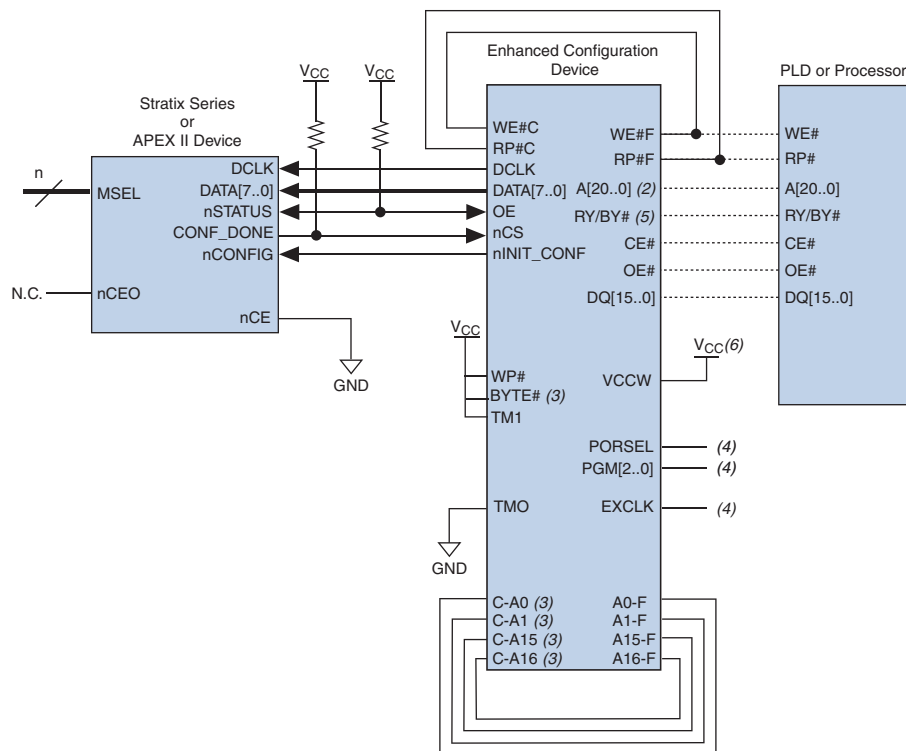 Enhanced Configuration
Device
PLD or Processor
Stratix Series
or
APEX II Device
VCC
VCC
n
MSEL
DCLK
DATA[7..0]
nSTATUS
CONF_DONE
nCONFIG
N.C.
nCEO
nCE
GND
WE#C
RP#C
DCLK
DATA[7..0]
OE
nCS
nINIT_CONF
VCC
WP#
BYTE# (3)
TM1
TMO
GND
C-A0 (3)
C-A1 (3)
C-A15 (3)
C-A16 (3)
WE#F
RP#F
A[20..0] (2)
RY/BY# (5)
CE#
OE#
DQ[15..0]
VCC (6)
VCCW
PORSEL
(4)
PGM[2..0]
(4)
EXCLK
(4)
A0-F
A1-F
A15-F
A16-F
WE#
RP#
A[20..0]
RY/BY#
CE#
OE#
DQ[15..0]